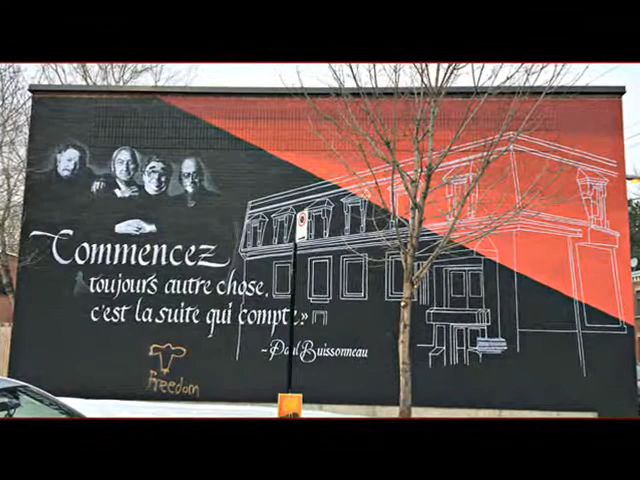 Commencez
toujours autre chose,
c'est la suite qui compte.»
~Paul Buissonneau
Freedom